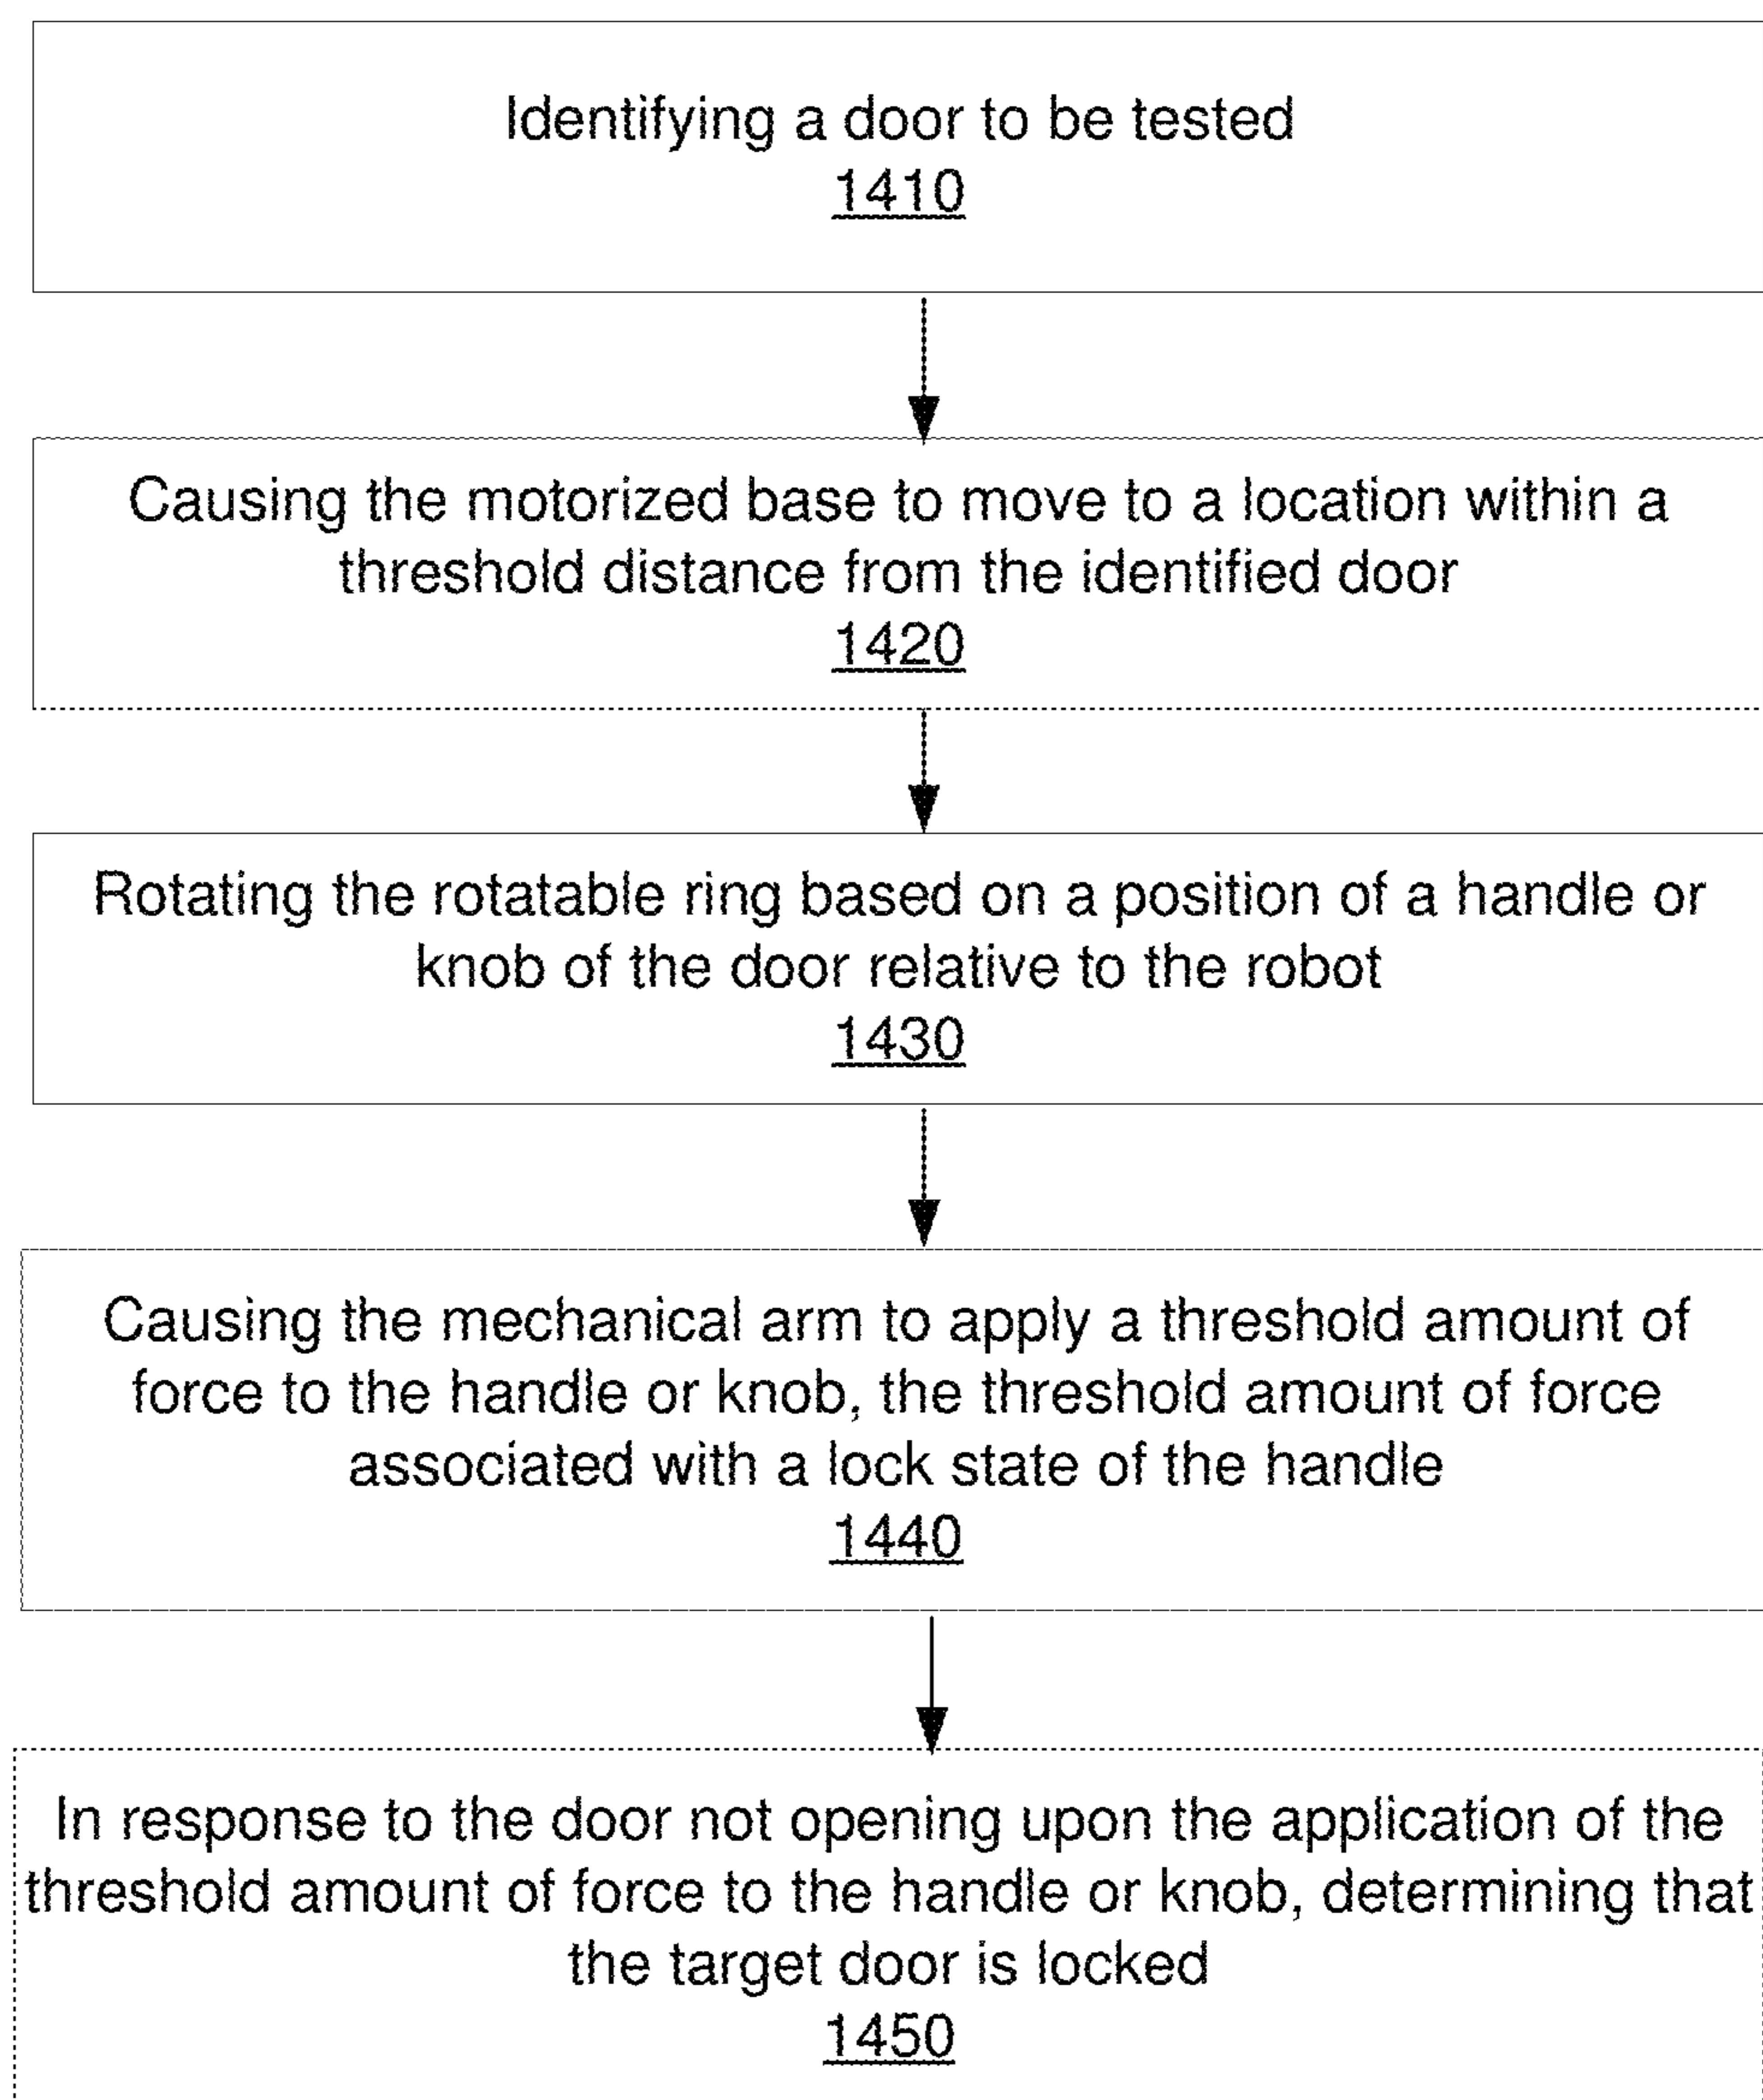 Identifying a door to be tested
1410
Causing the motorized base to move to a location within a
threshold distance from the identified door
1420
Rotating the rotatable ring based on a position of a handle or
knob of the door relative to the robot
1430
Causing the mechanical arm to apply a threshold amount of
force to the handle or knob, the threshold amount of force
associated with a lock state of the handle
1440
In response to the door not opening upon the application of the
threshold amount of force to the handle or knob, determining that
the target door is locked
1450